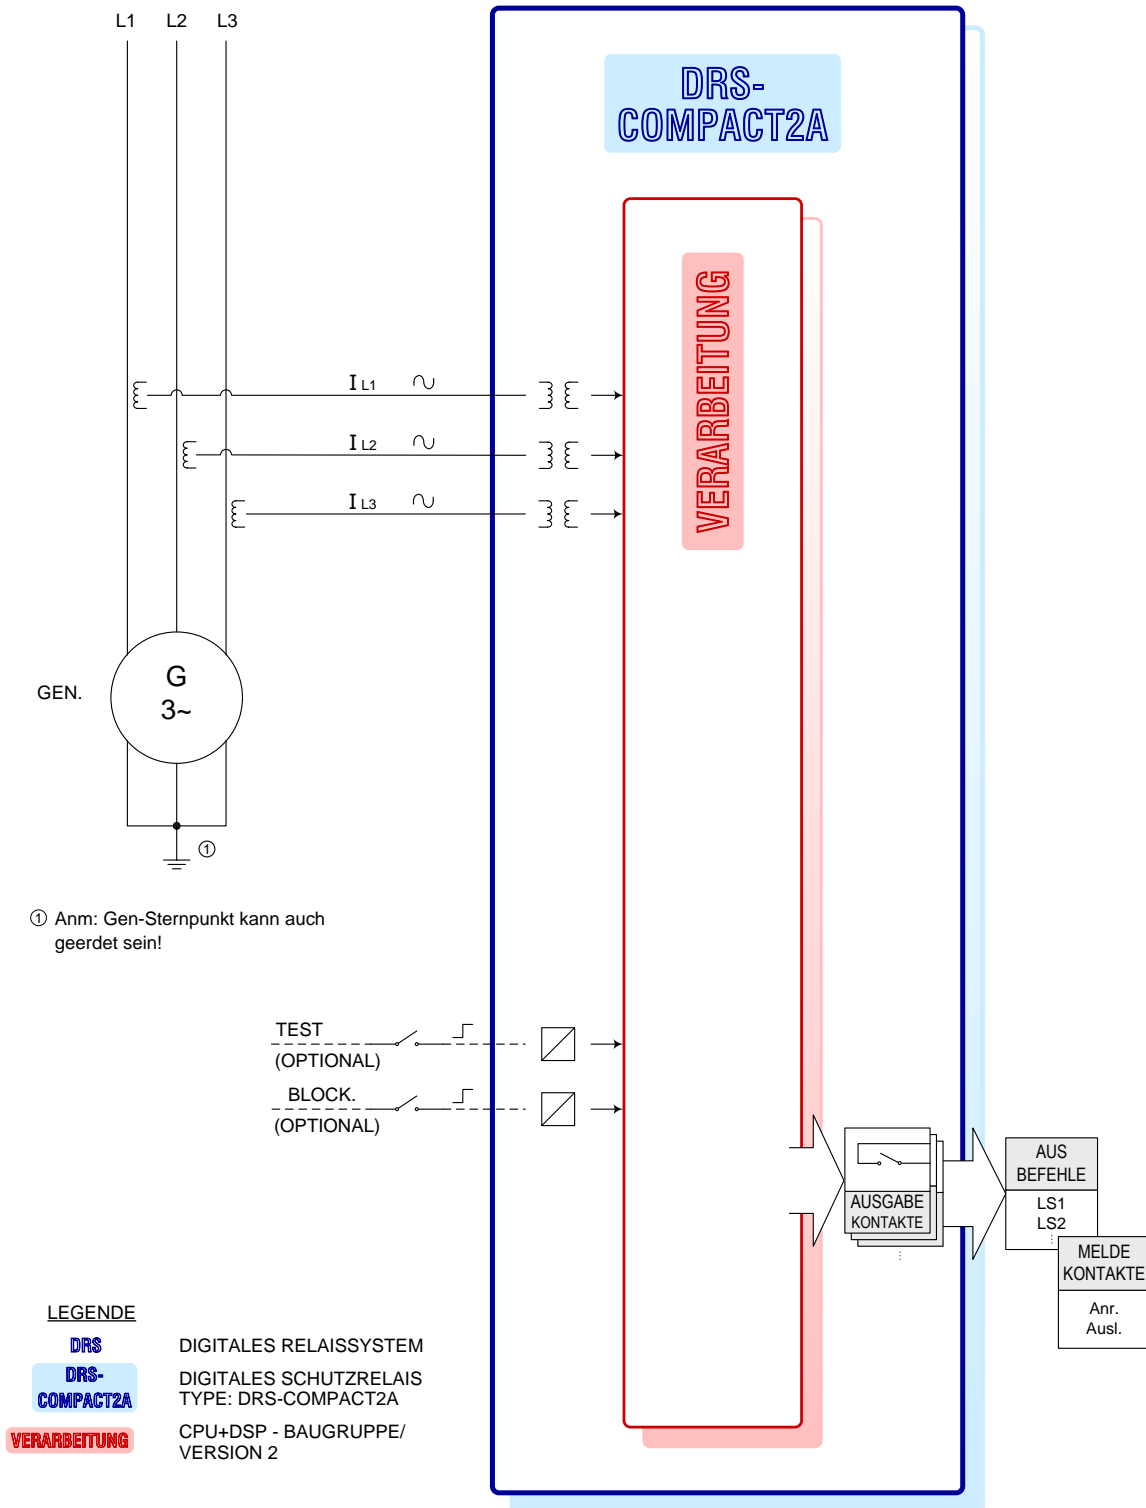 L1 L2 L3
DRS-
COMPACT2A
VERARBEITUNG
I L1
I L2
I L3
GEN.
G
3~
①
① Anm: Gen-Sternpunkt kann auch
geerdet sein!
TEST
(OPTIONAL)
BLOCK.
(OPTIONAL)
AUSGABE
KONTAKTE
AUS
BEFEHLE
LS1
LS2
MELDE
KONTAKTE
Anr.
Ausl.
LEGENDE
DRS DIGITALES RELAISSYSTEM
DRS- DIGITALES SCHUTZRELAIS
COMPACT2A TYPE: DRS-COMPACT2A
VERARBEITUNG CPU+DSP - BAUGRUPPE/
VERSION 2